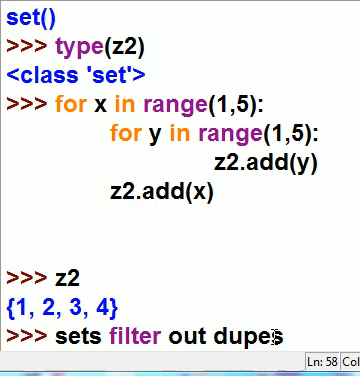 set()
>>> type(z2)
<class 'set'>
>>> for x in range(1,5):
for y in range(1,5):
z2.add(y)
z2.add(x)
>>> z2
{1, 2, 3, 4}
>>> sets filter out dupes
Ln: 58 Col